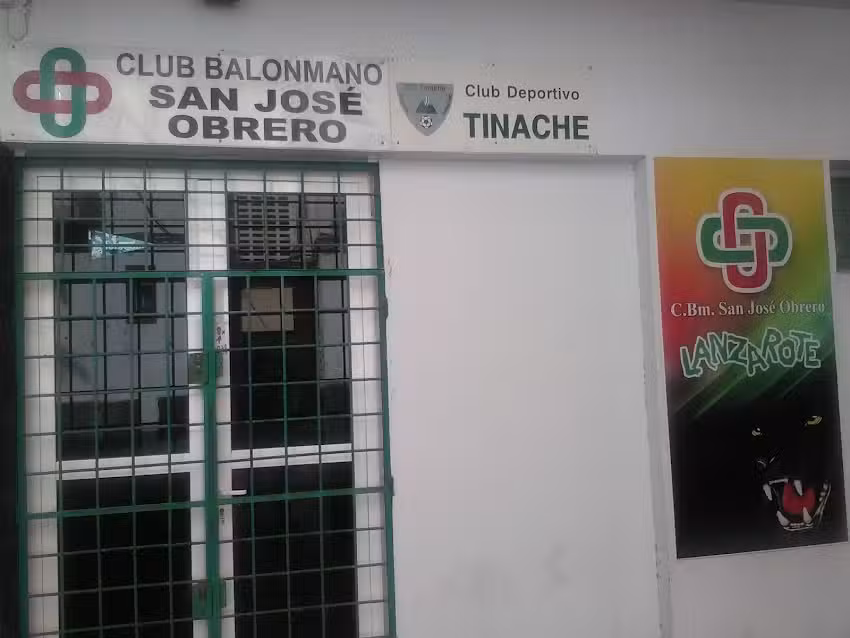 CLUB BALONMANO
SAN JOSÉ
OBRERO
Club Deportivo
TINACHE
C.Bm. San José Obrero
LANZAROTE